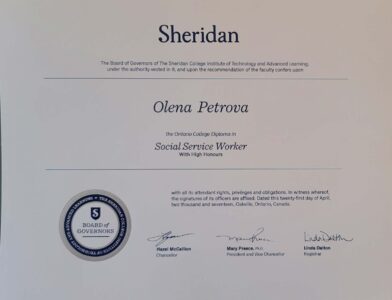 Sheridan
The Board of Governors of The Sheridan College Institute of Technology and Advanced Learning,
under the authority vested in it, and upon the recommendation of the faculty confers upon
Olena Petrova
the Ontario College Diploma in
Social Service Worker
With High Honours
with all its attendant rights, privileges and obligations. In witness whereof,
the signatures of its officers are affixed. Dated this twenty-first day of April,
two thousand and seventeen, Oakville, Ontario, Canada.
S
BOARD of
GOVERNORS
Hazel McCallion
Chancellor
Mary Preece, Ph.D
President and Vice Chancellor
Linda Dalton
Registrar